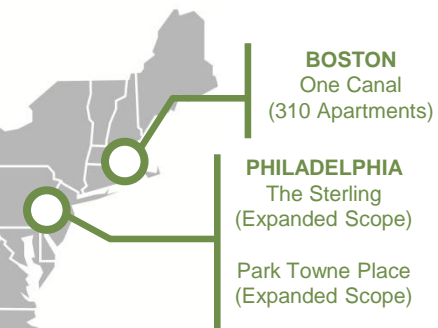 BOSTON
One Canal
(310 Apartments)
PHILADELPHIA
The Sterling
(Expanded Scope)
Park Towne Place
(Expanded Scope)